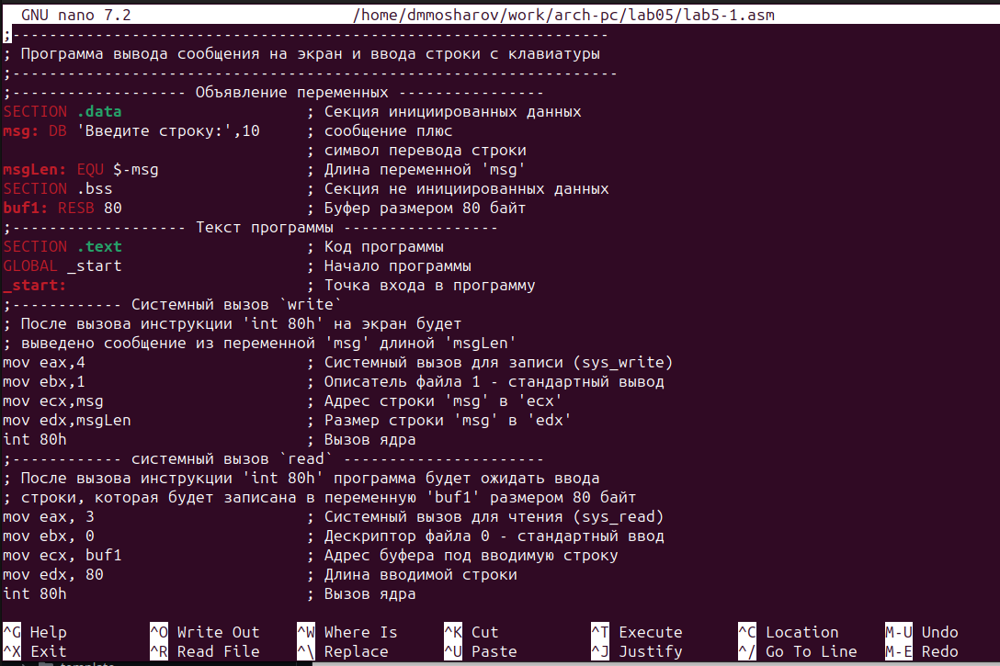 GNU nano 7.2 /home/dmmosharov/work/arch-pc/lab05/lab5-1.asm
;-----------------------------------------------------------------
; Программа вывода сообщения на экран и ввода строки с клавиатуры
;------------------------------------------------------------------
;------------------- Объявление переменных ----------------
SECTION .data ; Секция инициированных данных
msg: DB 'Введите строку:',10 ; сообщение плюс
; символ перевода строки
msgLen: EQU $-msg ; Длина переменной 'msg'
SECTION .bss ; Секция не инициированных данных
buf1: RESB 80 ; Буфер размером 80 байт
;------------------- Текст программы -----------------
SECTION .text ; Код программы
GLOBAL _start ; Начало программы
_start: ; Точка входа в программу
;------------ Системный вызов `write`
; После вызова инструкции 'int 80h' на экран будет
; выведено сообщение из переменной 'msg' длиной 'msgLen'
mov eax,4 ; Системный вызов для записи (sys_write)
mov ebx,1 ; Описатель файла 1 - стандартный вывод
mov ecx,msg ; Адрес строки 'msg' в 'ecx'
mov edx,msgLen ; Размер строки 'msg' в 'edx'
int 80h ; Вызов ядра
;------------ системный вызов `read` ----------------------
; После вызова инструкции 'int 80h' программа будет ожидать ввода
; строки, которая будет записана в переменную 'buf1' размером 80 байт
mov eax, 3 ; Системный вызов для чтения (sys_read)
mov ebx, 0 ; Дескриптор файла 0 - стандартный ввод
mov ecx, buf1 ; Адрес буфера под вводимую строку
mov edx, 80 ; Длина вводимой строки
int 80h ; Вызов ядра
^G Help ^O Write Out ^W Where Is ^K Cut ^T Execute ^C Location M-U Undo
^X Exit ^R Read File ^\ Replace ^U Paste ^J Justify ^/ Go To Line M-E Redo